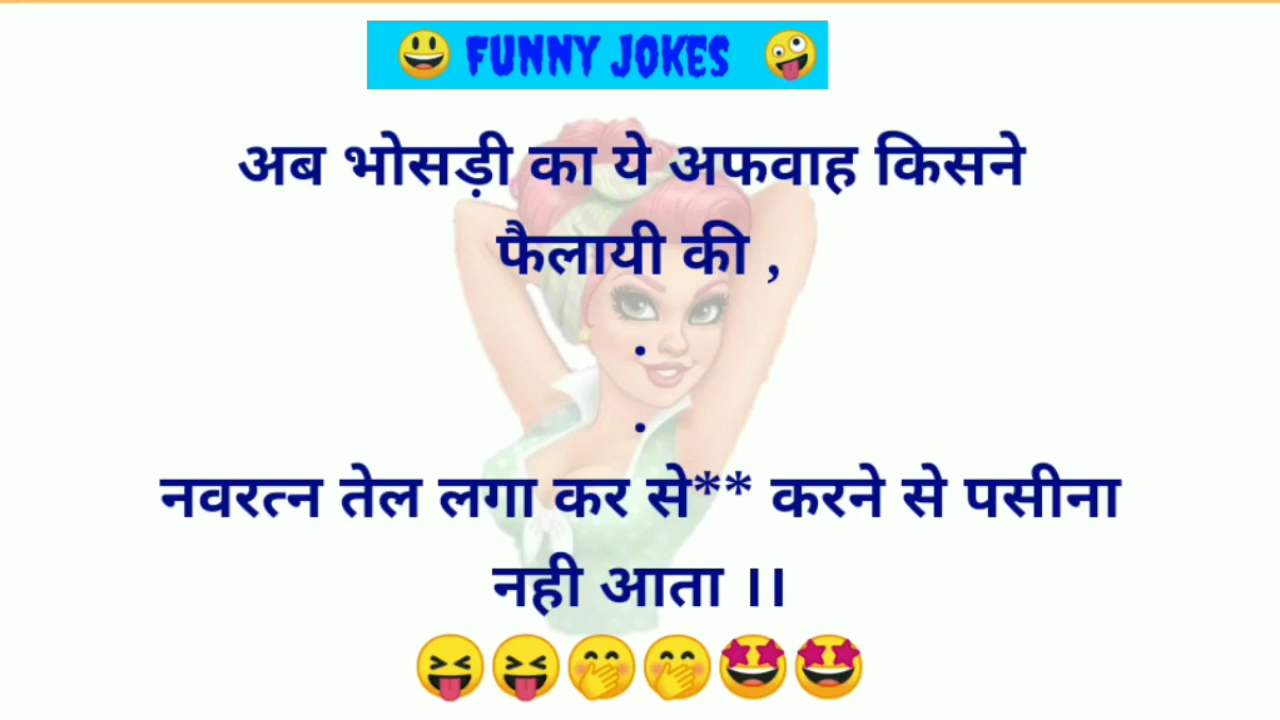 😃 FUNNY JOKES 🤪
अब भोसड़ी का ये अफवाह किसने
फैलायी की ,
.
.
नवरत्न तेल लगा कर से** करने से पसीना
नही आता ।।
😝😝🤭🤭🤩🤩